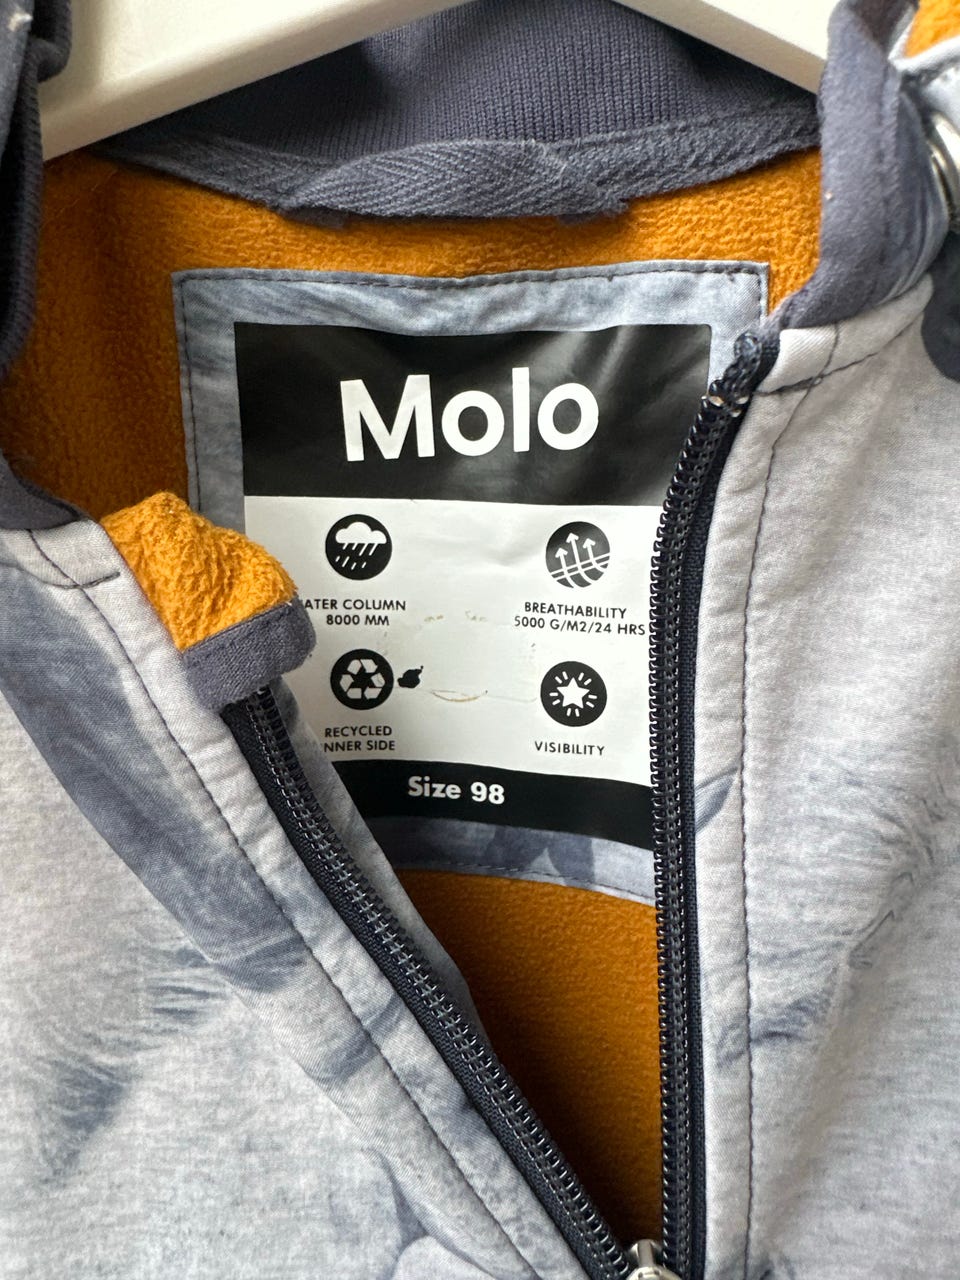 Molo
ATER COLUMN
8000 MM
BREATHABILITY
5000 G/M2/24 HRS
RECYCLED
NNER SIDE
VISIBILITY
Size 98